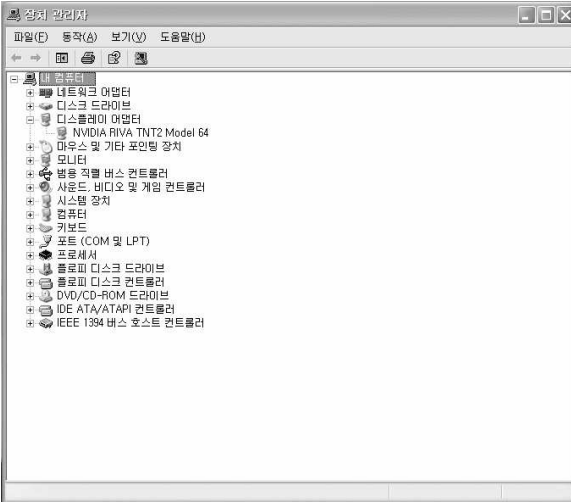 장치 관리자
파일(F) 동작(A) 보기(V) 도움말(H)
내 컴퓨터
네트워크 어댑터
디스크 드라이브
디스플레이 어댑터
NVIDIA RIVA TNT2 Model 64
마우스 및 기타 포인팅 장치
모니터
범용 직렬 버스 컨트롤러
사운드, 비디오 및 게임 컨트롤러
시스템 장치
컴퓨터
키보드
포트 (COM 및 LPT)
프로세서
플로피 디스크 드라이브
플로피 디스크 컨트롤러
DVD/CD-ROM 드라이브
IDE ATA/ATAPI 컨트롤러
IEEE 1394 버스 호스트 컨트롤러